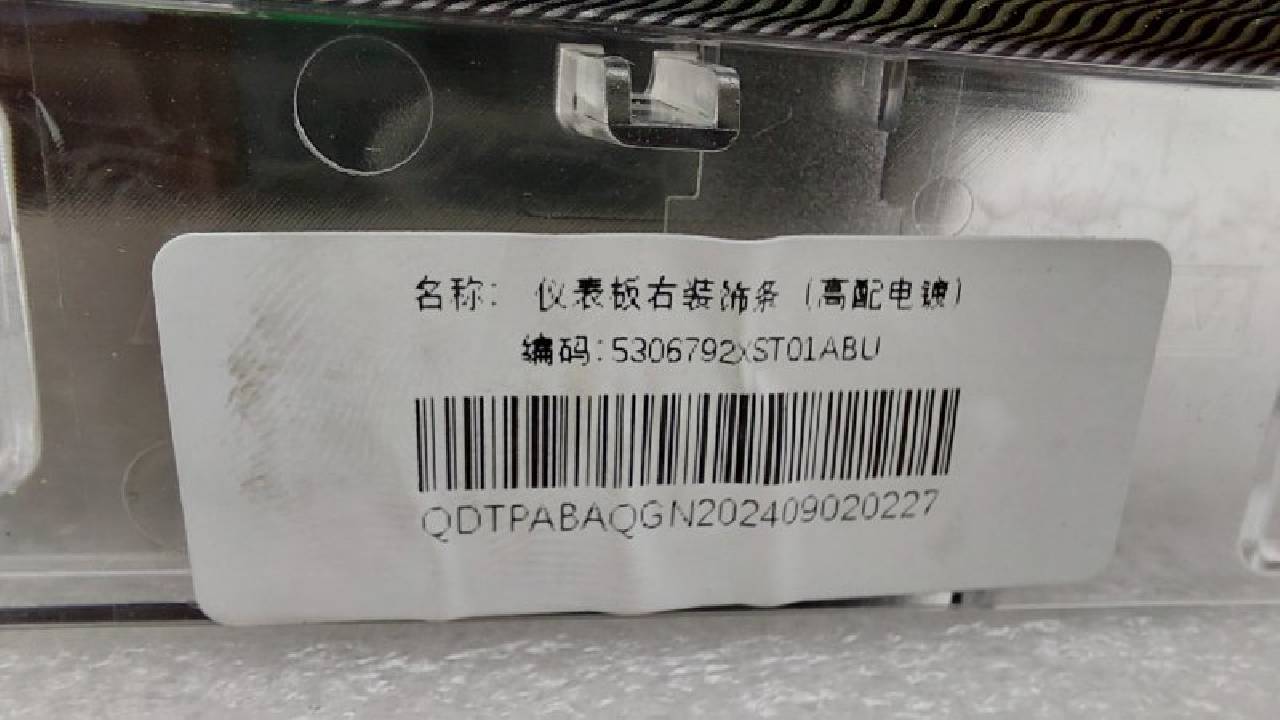 名称: 仪表板右装饰条 (高配电镀)
编码:5306792XST01ABU
QDTPABAQGN202409020227